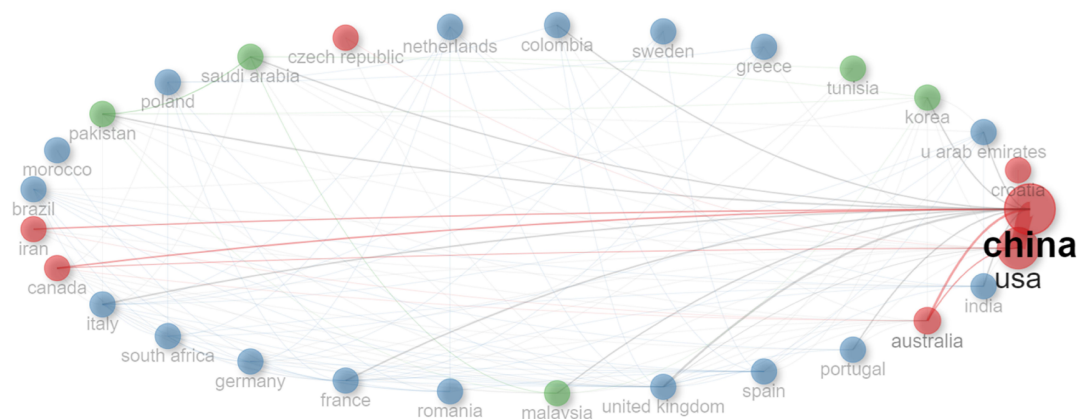 colombia
netherlands
sweden
czech republic
greece
saudi arabia
tunisia
poland
korea
pakistan
u arab emirates
morocco
croatia
brazil
china
iran
usa
canada
india
italy
australia
south africa
portugal
germany
spain
france
united kingdom
romania
malaysia